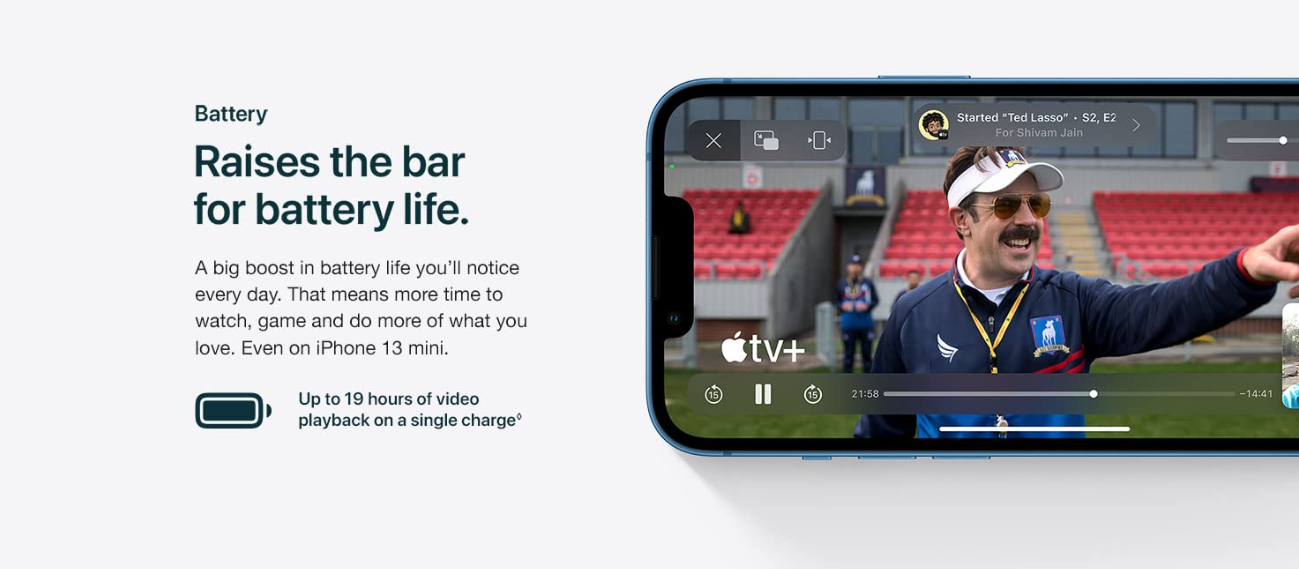 Battery
Raises the bar
for battery life.
A big boost in battery life you’ll notice
every day. That means more time to
watch, game and do more of what you
love. Even on iPhone 13 mini.
Up to 19 hours of video
playback on a single charge◊
Started “Ted Lasso” • S2, E2
For Shivam Jain
tv+
15
15
21:58
−14:41